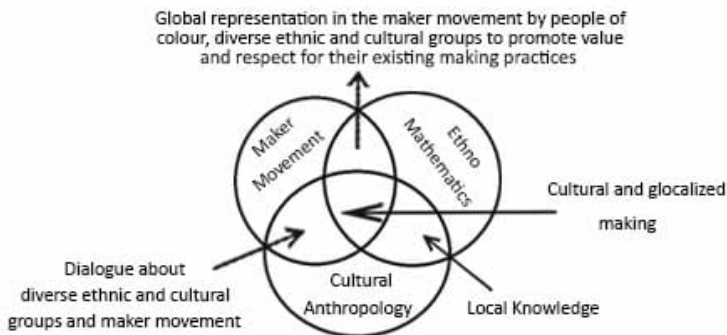 Global representation in the maker movement by people of
colour, diverse ethnic and cultural groups to promote value
and respect for their existing making practices
Maker
Movement
Ethno
Mathematics
Cultural and glocalized
making
Dialogue about
diverse ethnic and cultural
groups and maker movement
Cultural
Anthropology
Local Knowledge